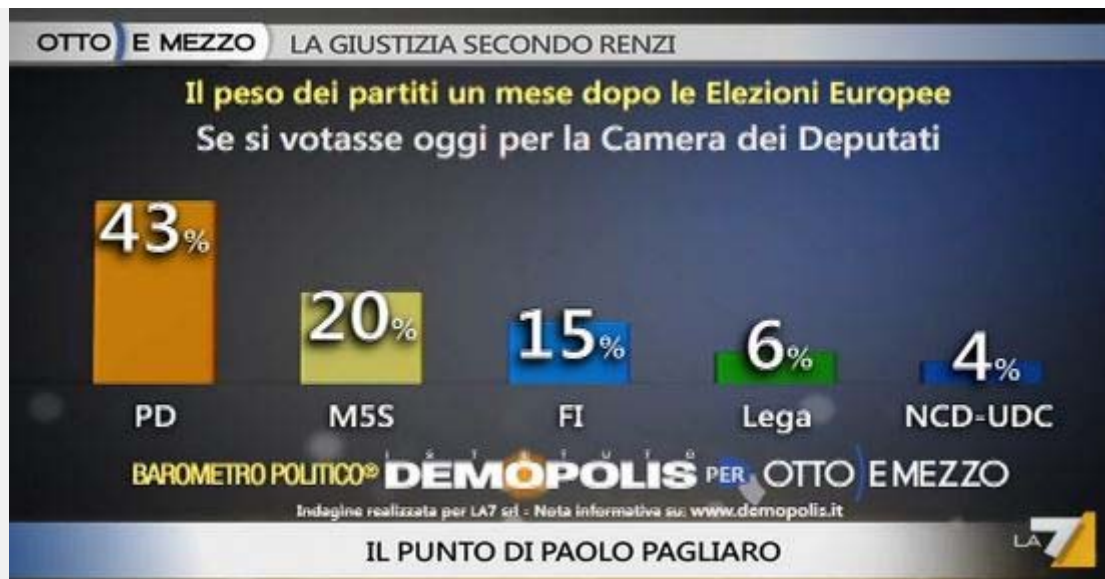 OTTO E MEZZO LA GIUSTIZIA SECONDO RENZI
Il peso dei partiti un mese dopo le Elezioni Europee
Se si votasse oggi per la Camera dei Deputati
43% 20% 15% 6% 4%
PD M5S FI Lega NCD-UDC
ISTITUTO
BAROMETRO POLITICO® DEMOPOLIS PER OTTO E MEZZO
Indagine realizzata per LA7 srl - Nota informativa su: www.demopolis.it
IL PUNTO DI PAOLO PAGLIARO
LA7